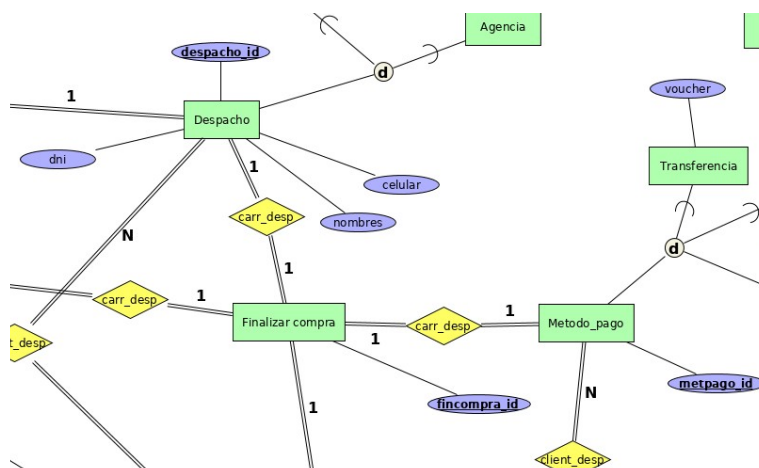 Agencia
despacho_id
d
voucher
1
Despacho
dni
1
Transferencia
celular
carr_desp
nombres
N
d
1
carr_desp
1
t_desp
Finalizar compra
1
carr_desp
1
Metodo_pago
metpago_id
fincompra_id
1
N
client_desp